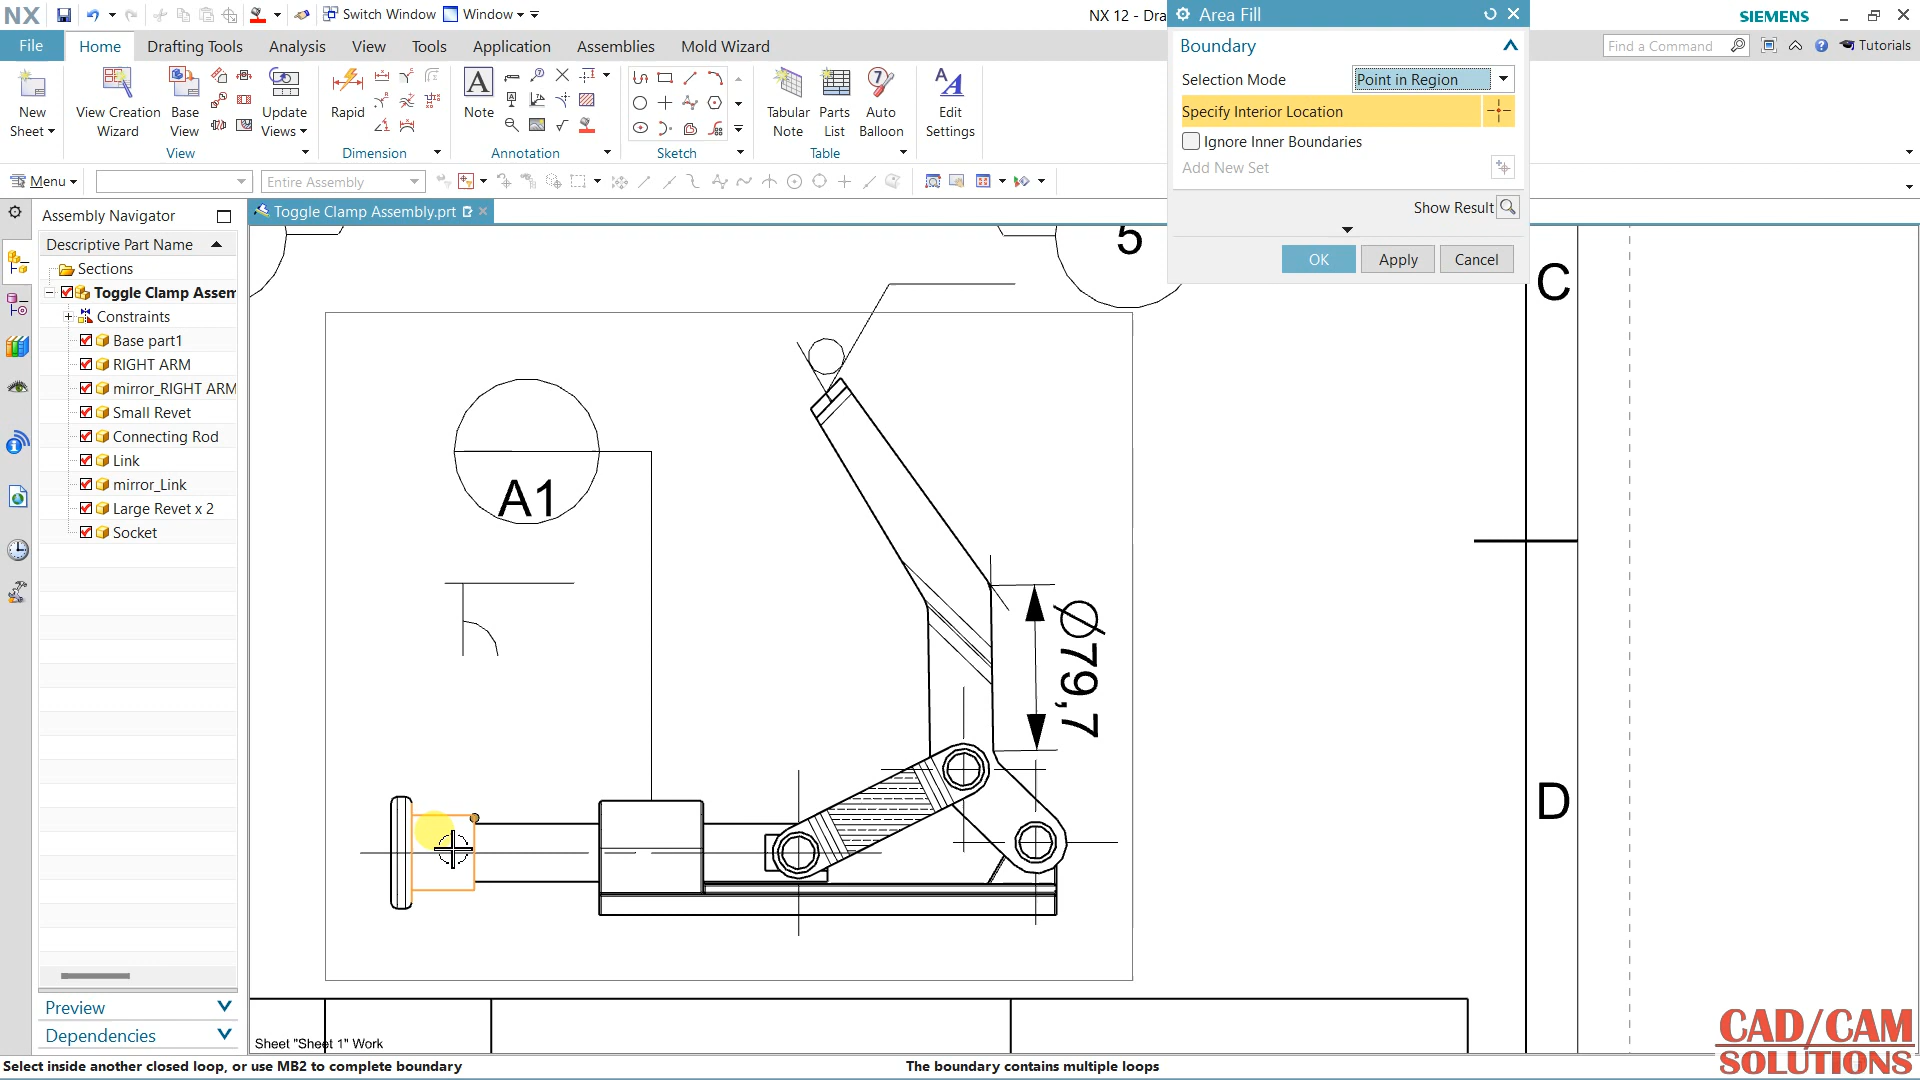 NX
Switch Window
Window
NX 12 - Dra
Area Fill
SIEMENS
File
Home
Drafting Tools
Analysis
View
Tools
Application
Assemblies
Mold Wizard
Find a Command
Tutorials
New
Sheet
View Creation
Wizard
Base
View
Update
Views
View
Rapid
Dimension
A
Note
Annotation
Sketch
Tabular
Note
Parts
List
Auto
Balloon
Table
Edit
Settings
Boundary
Selection Mode
Point in Region
Specify Interior Location
Ignore Inner Boundaries
Add New Set
Show Result
OK
Apply
Cancel
Menu
Entire Assembly
Assembly Navigator
Toggle Clamp Assembly.prt
Descriptive Part Name
Sections
Toggle Clamp Assem
Constraints
Base part1
RIGHT ARM
mirror_RIGHT ARM
Small Revet
Connecting Rod
Link
mirror_Link
Large Revet x 2
Socket
5
C
A1
Ø79,7
D
Preview
Dependencies
Sheet "Sheet 1" Work
Select inside another closed loop, or use MB2 to complete boundary
The boundary contains multiple loops
CAD/CAM
SOLUTIONS